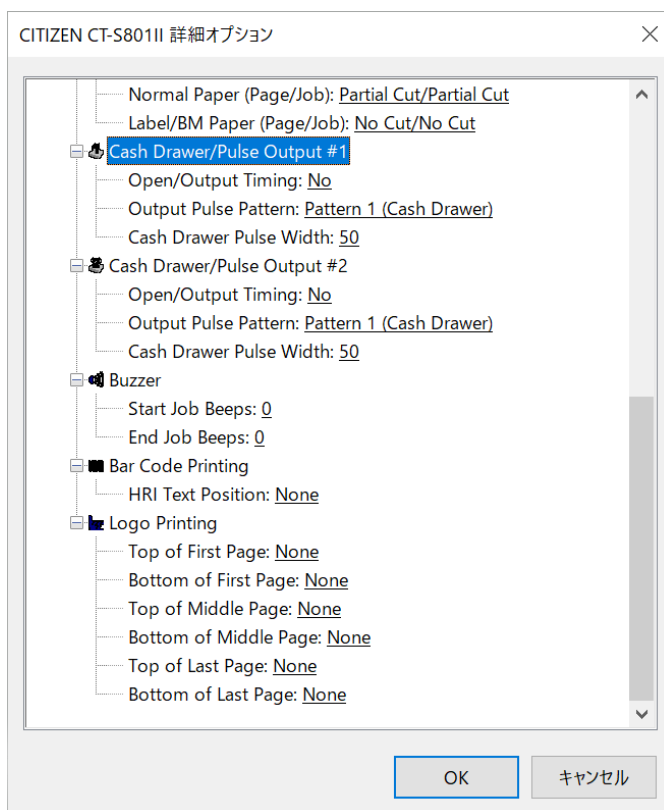 CITIZEN CT-S801II 詳細オプション
Normal Paper (Page/Job): Partial Cut/Partial Cut
Label/BM Paper (Page/Job): No Cut/No Cut
Cash Drawer/Pulse Output #1
Open/Output Timing: No
Output Pulse Pattern: Pattern 1 (Cash Drawer)
Cash Drawer Pulse Width: 50
Cash Drawer/Pulse Output #2
Open/Output Timing: No
Output Pulse Pattern: Pattern 1 (Cash Drawer)
Cash Drawer Pulse Width: 50
Buzzer
Start Job Beeps: 0
End Job Beeps: 0
Bar Code Printing
HRI Text Position: None
Logo Printing
Top of First Page: None
Bottom of First Page: None
Top of Middle Page: None
Bottom of Middle Page: None
Top of Last Page: None
Bottom of Last Page: None
OK
キャンセル